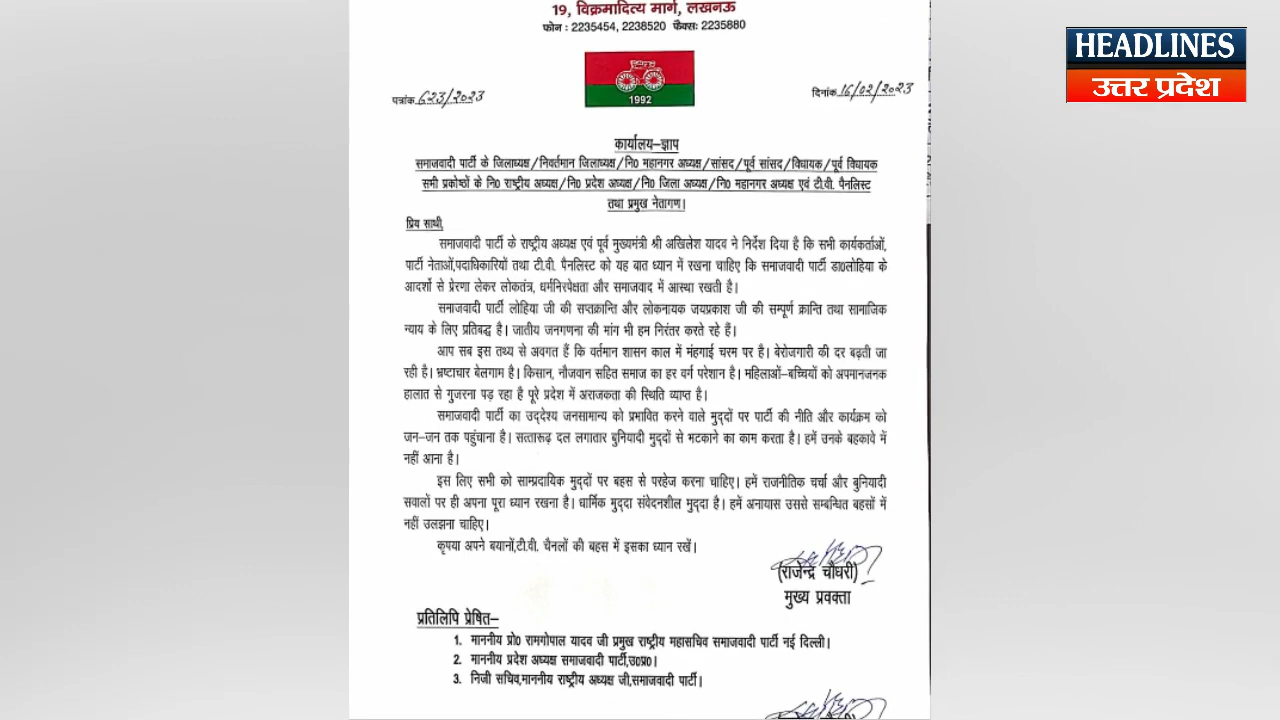 19, विक्रमादित्य मार्ग, लखनऊ
फोन : 2235454, 2238520 फैक्सः 2235880
HEADLINES
उत्तर प्रदेश
1992
पत्रांक 623/2023
दिनांक 16/02/2023
कार्यालय–ज्ञाप
समाजवादी पार्टी के जिलाध्यक्ष/निवर्तमान जिलाध्यक्ष/नि0 महानगर अध्यक्ष/सांसद/पूर्व सांसद/विधायक/पूर्व विधायक
सभी प्रकोष्ठों के नि0 राष्ट्रीय अध्यक्ष/नि0 प्रदेश अध्यक्ष/नि0 जिला अध्यक्ष/नि0 महानगर अध्यक्ष एवं टी.वी. पैनलिस्ट
तथा प्रमुख नेतागण।
प्रिय साथी,
समाजवादी पार्टी के राष्ट्रीय अध्यक्ष एवं पूर्व मुख्यमंत्री श्री अखिलेश यादव ने निर्देश दिया है कि सभी कार्यकर्ताओं,
पार्टी नेताओं,पदाधिकारियों तथा टी.वी. पैनलिस्ट को यह बात ध्यान में रखना चाहिए कि समाजवादी पार्टी डा0लोहिया के
आदर्शो से प्रेरणा लेकर लोकतंत्र, धर्मनिरपेक्षता और समाजवाद में आस्था रखती है।
समाजवादी पार्टी लोहिया जी की सप्तक्रान्ति और लोकनायक जयप्रकाश जी की सम्पूर्ण क्रान्ति तथा सामाजिक
न्याय के लिए प्रतिबद्ध है। जातीय जनगणना की मांग भी हम निरंतर करते रहे हैं।
आप सब इस तथ्य से अवगत हैं कि वर्तमान शासन काल में मंहगाई चरम पर है। बेरोजगारी की दर बढ़ती जा
रही है। भ्रष्टाचार बेलगाम है। किसान, नौजवान सहित समाज का हर वर्ग परेशान है। महिलाओं–बच्चियों को अपमानजनक
हालात से गुजरना पड़ रहा है पूरे प्रदेश में अराजकता की स्थिति व्याप्त है।
समाजवादी पार्टी का उद्देश्य जनसामान्य को प्रभावित करने वाले मुद्दों पर पार्टी की नीति और कार्यक्रम को
जन–जन तक पहुंचाना है। सत्तारूढ़ दल लगातार बुनियादी मुद्दों से भटकाने का काम करता है। हमें उनके बहकावे में
नहीं आना है।
इस लिए सभी को साम्प्रदायिक मुद्दों पर बहस से परहेज करना चाहिए। हमें राजनीतिक चर्चा और बुनियादी
सवालों पर ही अपना पूरा ध्यान रखना है। धार्मिक मुद्दा संवेदनशील मुद्दा है। हमें अनायास उससे सम्बन्धित बहसों में
नहीं उलझना चाहिए।
कृपया अपने बयानों,टी.वी. चैनलों की बहस में इसका ध्यान रखें।
(राजेन्द्र चौधरी)
मुख्य प्रवक्ता
प्रतिलिपि प्रेषित–
1. माननीय प्रो0 रामगोपाल यादव जी प्रमुख राष्ट्रीय महासचिव समाजवादी पार्टी नई दिल्ली।
2. माननीय प्रदेश अध्यक्ष समाजवादी पार्टी,उ0प्र0।
3. निजी सचिव,माननीय राष्ट्रीय अध्यक्ष जी,समाजवादी पार्टी।